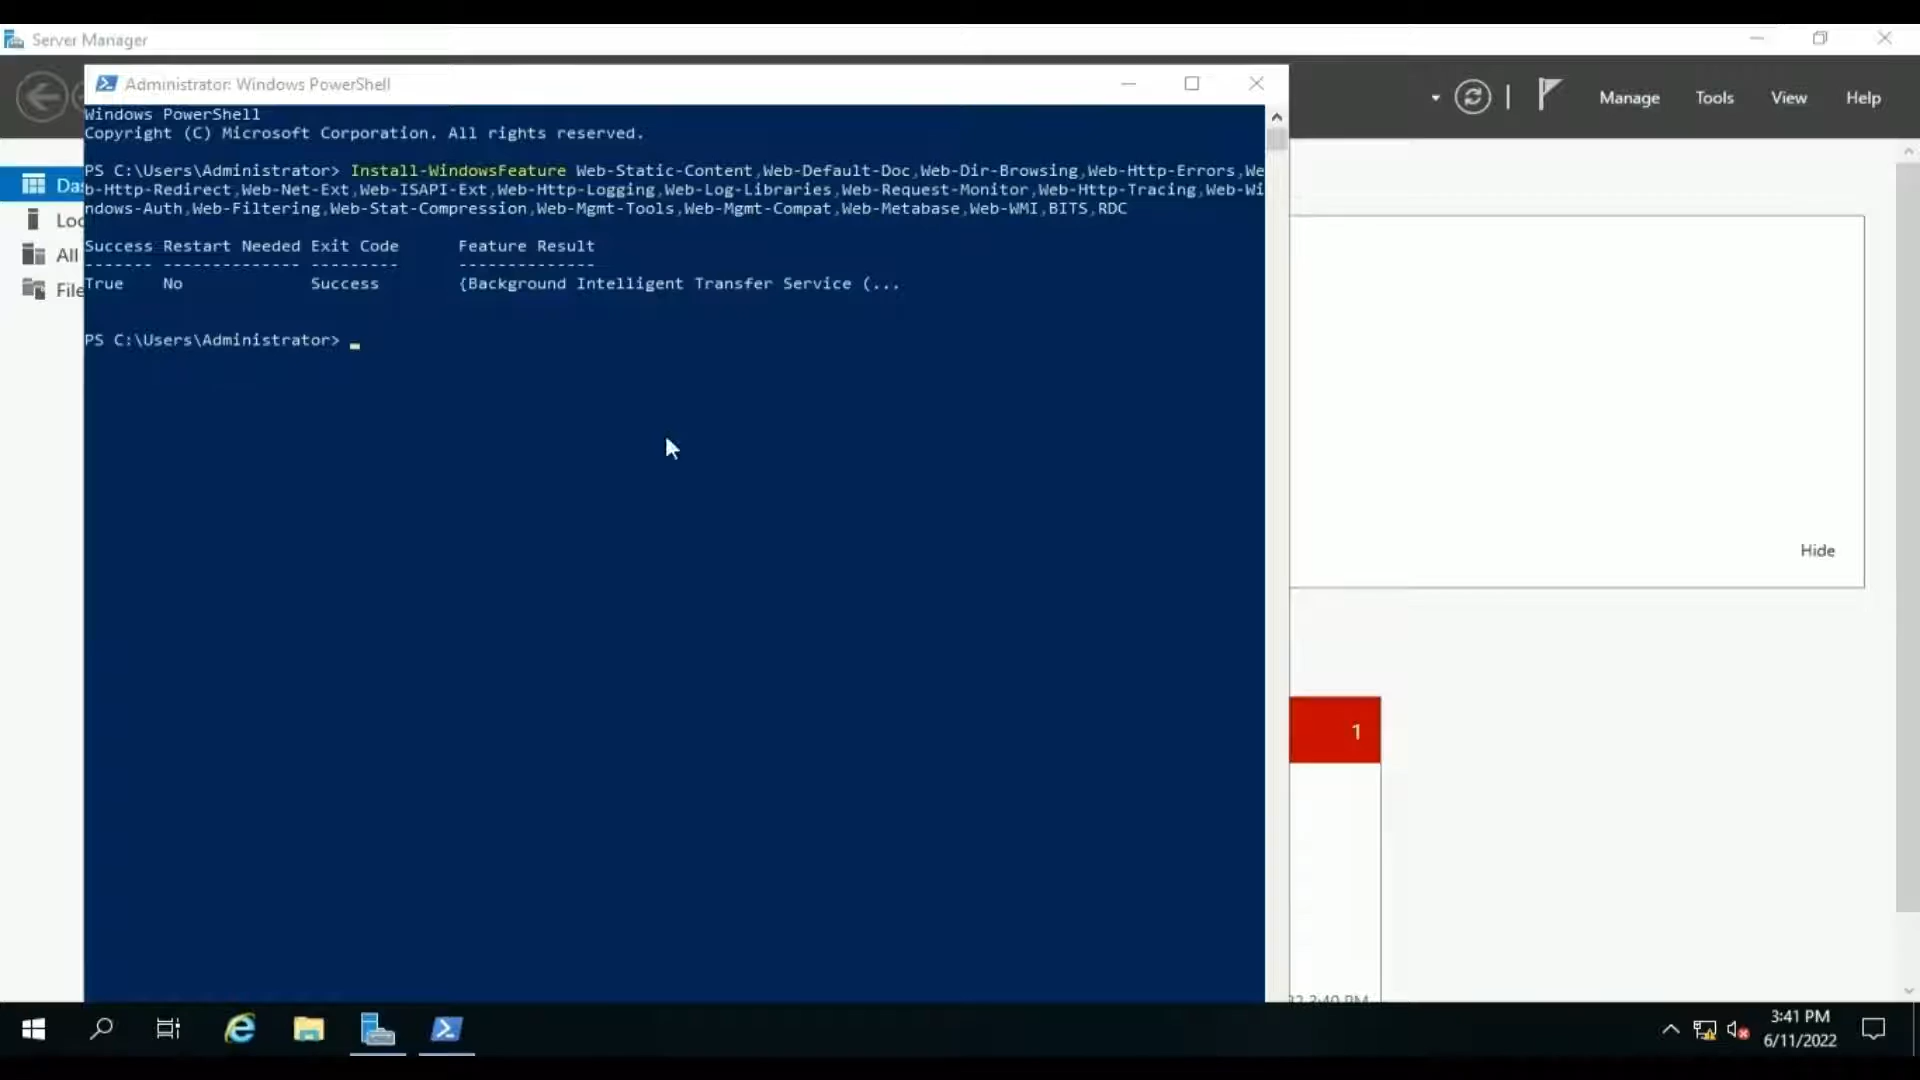 Server Manager
Administrator: Windows PowerShell
Manage Tools View Help
Windows PowerShell
Copyright (C) Microsoft Corporation. All rights reserved.
PS C:\Users\Administrator> Install-WindowsFeature Web-Static-Content,Web-Default-Doc,Web-Dir-Browsing,Web-Http-Errors,We
b-Http-Redirect,Web-Net-Ext,Web-ISAPI-Ext,Web-Http-Logging,Web-Log-Libraries,Web-Request-Monitor,Web-Http-Tracing,Web-Wi
ndows-Auth,Web-Filtering,Web-Stat-Compression,Web-Mgmt-Tools,Web-Mgmt-Compat,Web-Metabase,Web-WMI,BITS,RDC
Das
Loc
All
File
Success Restart Needed Exit Code      Feature Result
------- -------------- ---------      --------------
True    No             Success        {Background Intelligent Transfer Service (...
PS C:\Users\Administrator>
Hide
1
3:40 PM
3:41 PM
6/11/2022